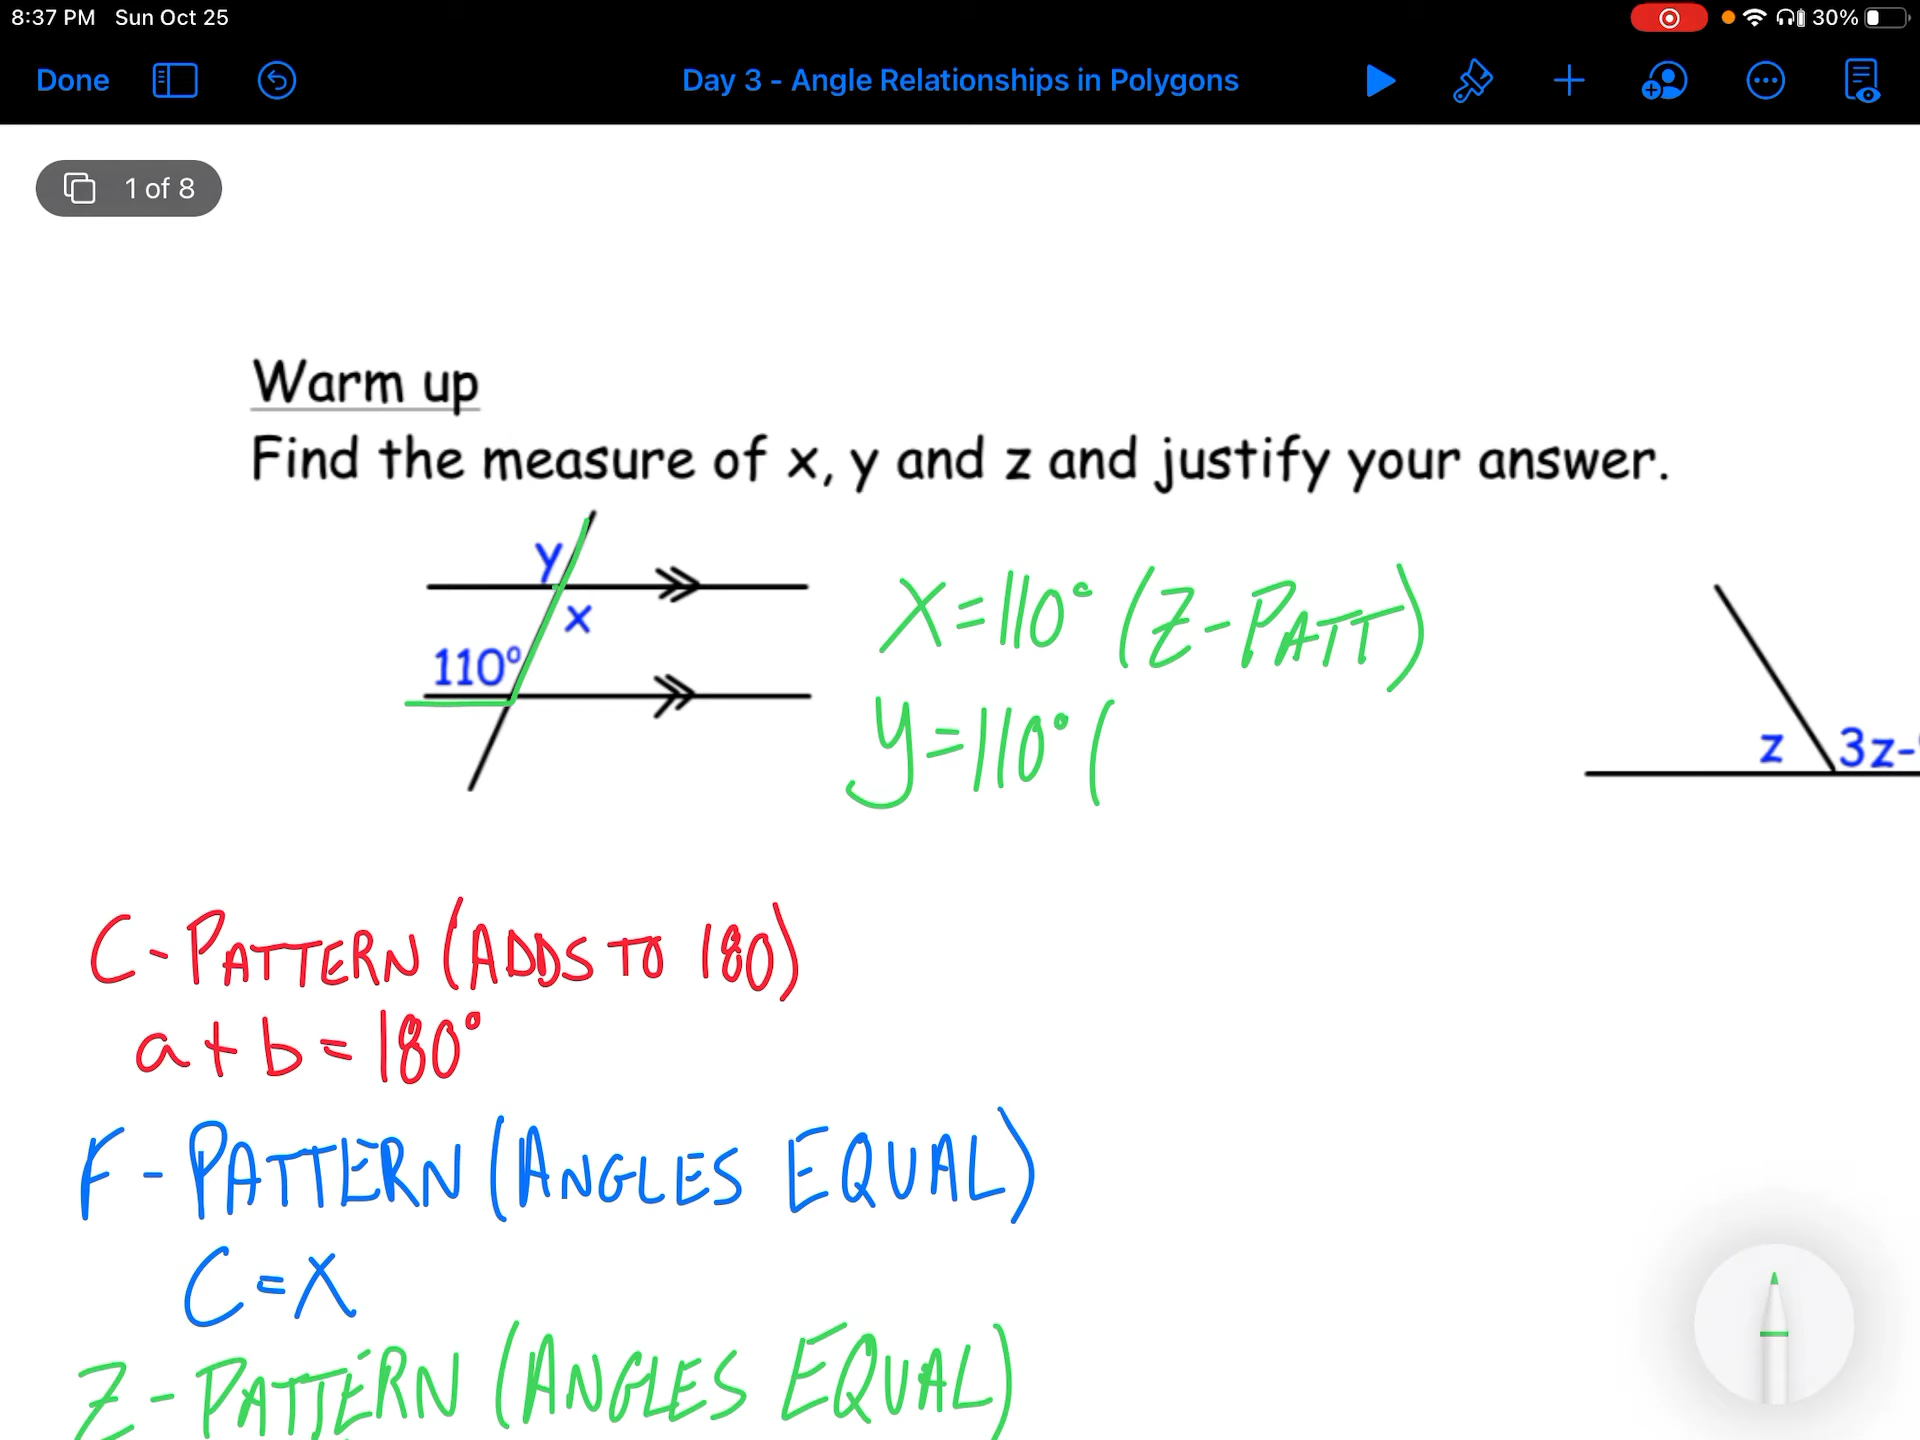 8:37 PM Sun Oct 25
30%
Done
Day 3 - Angle Relationships in Polygons
1 of 8
Warm up
Find the measure of x, y and z and justify your answer.
y
x
110°
X=110° (Z-PATT)
y=110° (
z 3z-
C-PATTERN (ADDS TO 180)
a+b=180°
F-PATTERN (ANGLES EQUAL)
C=X
Z-PATTERN (ANGLES EQUAL)